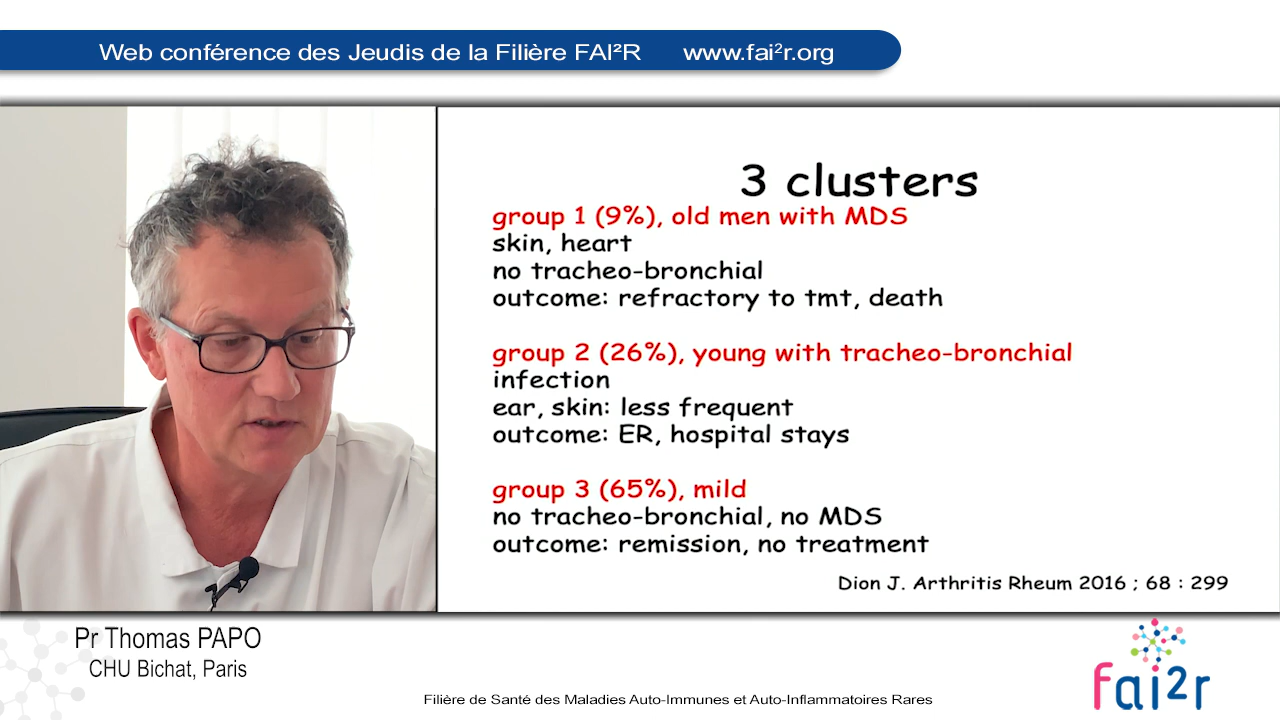 Web conférence des Jeudis de la Filière FAI²R www.fai²r.org
3 clusters
group 1 (9%), old men with MDS
skin, heart
no tracheo-bronchial
outcome: refractory to tmt, death
group 2 (26%), young with tracheo-bronchial
infection
ear, skin: less frequent
outcome: ER, hospital stays
group 3 (65%), mild
no tracheo-bronchial, no MDS
outcome: remission, no treatment
Dion J. Arthritis Rheum 2016 ; 68 : 299
Pr Thomas PAPO
CHU Bichat, Paris
Filière de Santé des Maladies Auto-Immunes et Auto-Inflammatoires Rares
fai2r